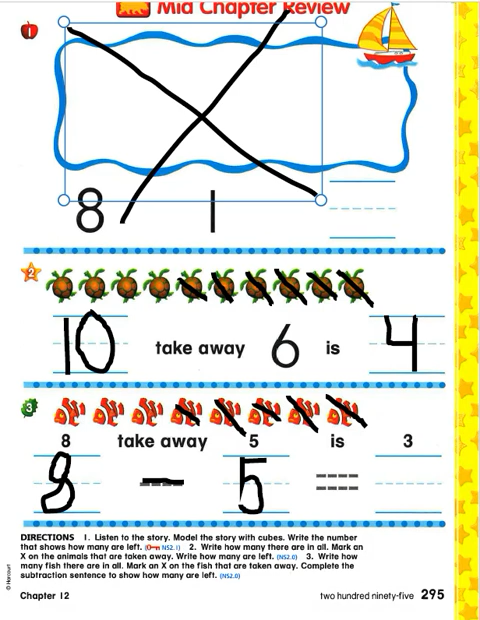 Mid Chapter Review
1
8 1
2
10 take away 6 is 4
3
8 take away 5 is 3
8 - 5 =
DIRECTIONS 1. Listen to the story. Model the story with cubes. Write the number
that shows how many are left. (NS2.1) 2. Write how many there are in all. Mark an
X on the animals that are taken away. Write how many are left. (NS2.0) 3. Write how
many fish there are in all. Mark an X on the fish that are taken away. Complete the
subtraction sentence to show how many are left. (NS2.0)
© Harcourt
Chapter 12 two hundred ninety-five 295